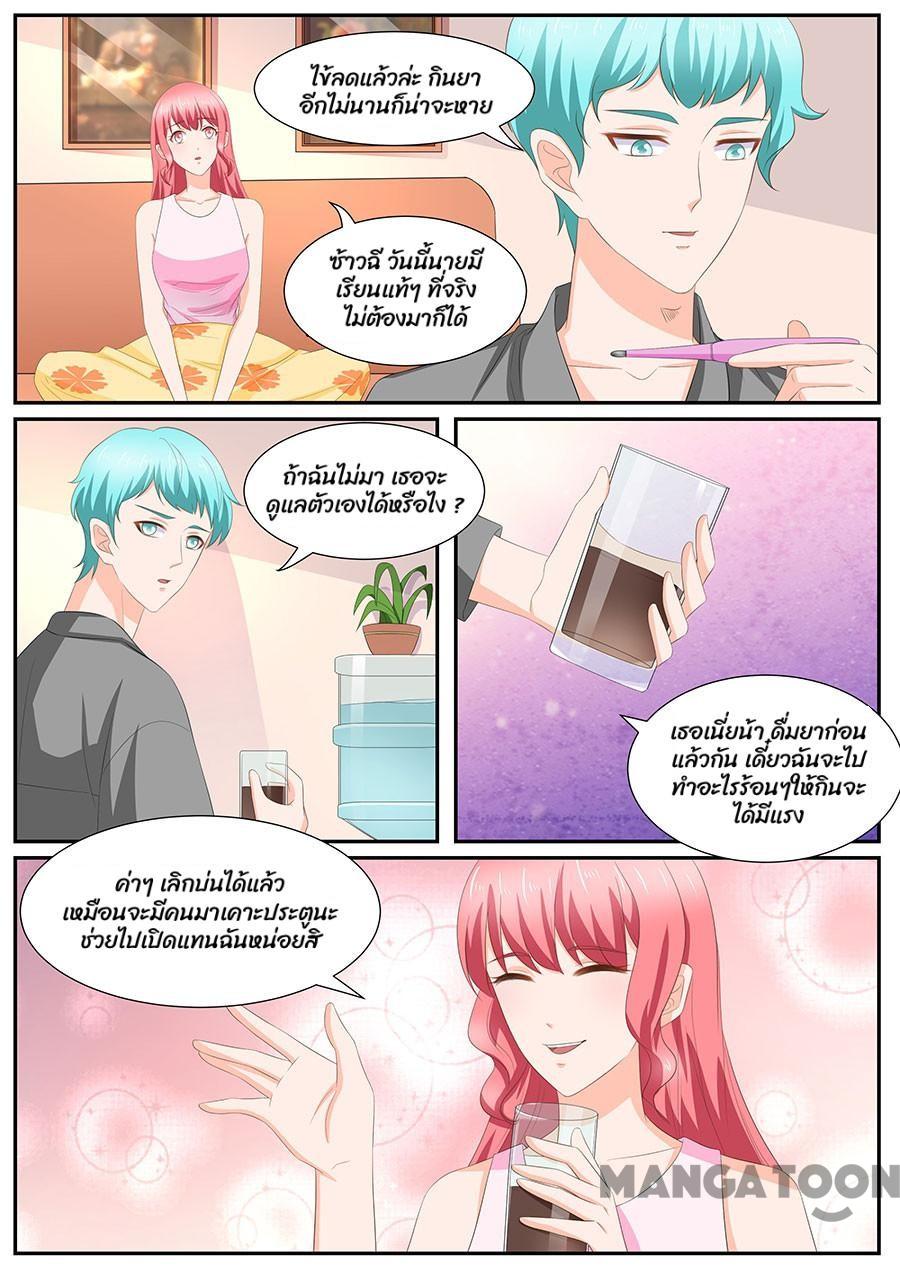 ไข้ลดแล้วล่ะ กินยา
อีกไม่นานก็น่าจะหาย
ซ้าวฉี วันนี้นายมี
เรียนแท้ๆ ที่จริง
ไม่ต้องมาก็ได้
ถ้าฉันไม่มา เธอจะ
ดูแลตัวเองได้หรือไง ?
เธอเนี่ยน้า ดื่มยาก่อน
แล้วกัน เดี๋ยวฉันจะไป
ทำอะไรร้อนๆให้กินจะ
ได้มีแรง
ค่าๆ เลิกบ่นได้แล้ว
เหมือนจะมีคนมาเคาะประตูนะ
ช่วยไปเปิดแทนฉันหน่อยสิ
MANGATOON